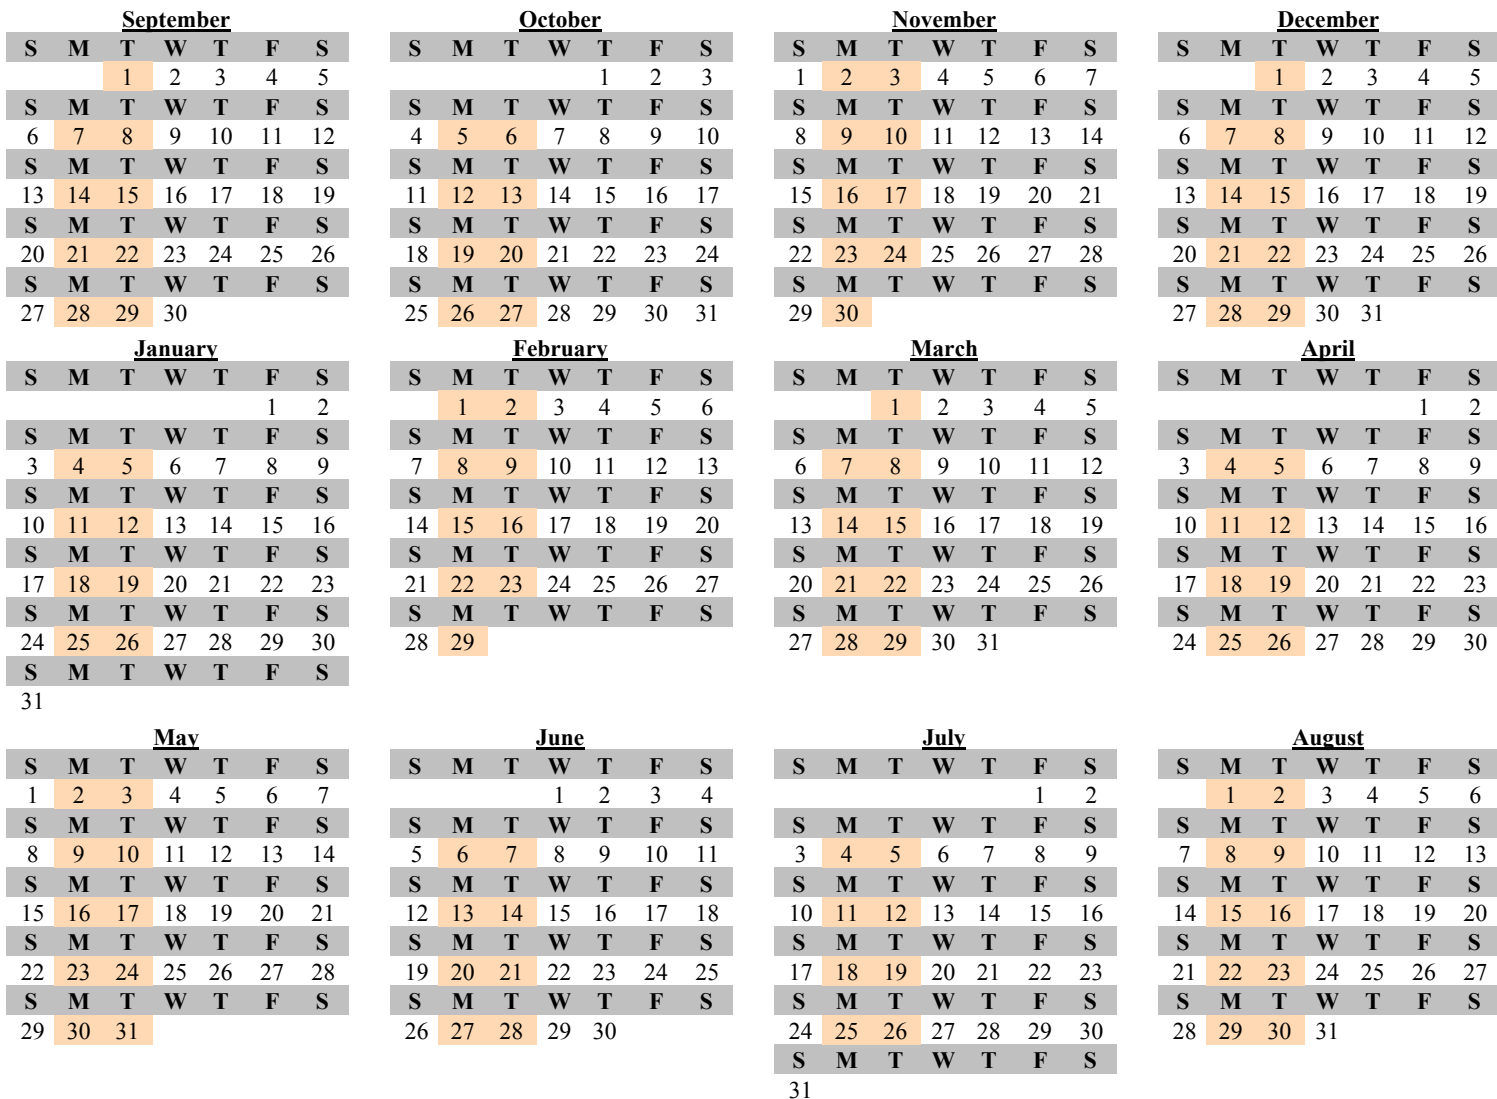 September
S M T W T F S
1 2 3 4 5
S M T W T F S
6 7 8 9 10 11 12
S M T W T F S
13 14 15 16 17 18 19
S M T W T F S
20 21 22 23 24 25 26
S M T W T F S
27 28 29 30
October
S M T W T F S
1 2 3
S M T W T F S
4 5 6 7 8 9 10
S M T W T F S
11 12 13 14 15 16 17
S M T W T F S
18 19 20 21 22 23 24
S M T W T F S
25 26 27 28 29 30 31
November
S M T W T F S
1 2 3 4 5 6 7
S M T W T F S
8 9 10 11 12 13 14
S M T W T F S
15 16 17 18 19 20 21
S M T W T F S
22 23 24 25 26 27 28
S M T W T F S
29 30
December
S M T W T F S
1 2 3 4 5
S M T W T F S
6 7 8 9 10 11 12
S M T W T F S
13 14 15 16 17 18 19
S M T W T F S
20 21 22 23 24 25 26
S M T W T F S
27 28 29 30 31
January
S M T W T F S
1 2
S M T W T F S
3 4 5 6 7 8 9
S M T W T F S
10 11 12 13 14 15 16
S M T W T F S
17 18 19 20 21 22 23
S M T W T F S
24 25 26 27 28 29 30
S M T W T F S
31
February
S M T W T F S
1 2 3 4 5 6
S M T W T F S
7 8 9 10 11 12 13
S M T W T F S
14 15 16 17 18 19 20
S M T W T F S
21 22 23 24 25 26 27
S M T W T F S
28 29
March
S M T W T F S
1 2 3 4 5
S M T W T F S
6 7 8 9 10 11 12
S M T W T F S
13 14 15 16 17 18 19
S M T W T F S
20 21 22 23 24 25 26
S M T W T F S
27 28 29 30 31
April
S M T W T F S
1 2
S M T W T F S
3 4 5 6 7 8 9
S M T W T F S
10 11 12 13 14 15 16
S M T W T F S
17 18 19 20 21 22 23
S M T W T F S
24 25 26 27 28 29 30
May
S M T W T F S
1 2 3 4 5 6 7
S M T W T F S
8 9 10 11 12 13 14
S M T W T F S
15 16 17 18 19 20 21
S M T W T F S
22 23 24 25 26 27 28
S M T W T F S
29 30 31
June
S M T W T F S
1 2 3 4
S M T W T F S
5 6 7 8 9 10 11
S M T W T F S
12 13 14 15 16 17 18
S M T W T F S
19 20 21 22 23 24 25
S M T W T F S
26 27 28 29 30
July
S M T W T F S
1 2
S M T W T F S
3 4 5 6 7 8 9
S M T W T F S
10 11 12 13 14 15 16
S M T W T F S
17 18 19 20 21 22 23
S M T W T F S
24 25 26 27 28 29 30
S M T W T F S
31
August
S M T W T F S
1 2 3 4 5 6
S M T W T F S
7 8 9 10 11 12 13
S M T W T F S
14 15 16 17 18 19 20
S M T W T F S
21 22 23 24 25 26 27
S M T W T F S
28 29 30 31